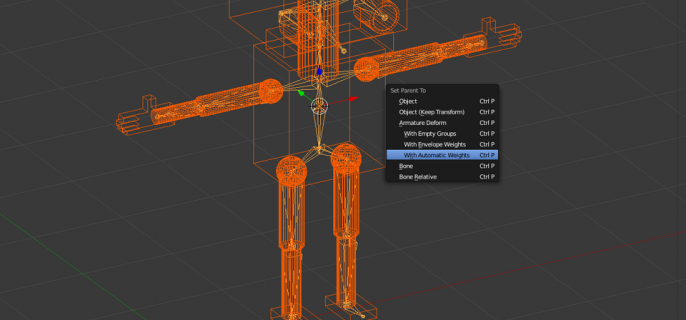 Set Parent To
Object Ctrl P
Object (Keep Transform) Ctrl P
Armature Deform Ctrl P
With Empty Groups Ctrl P
With Envelope Weights Ctrl P
With Automatic Weights Ctrl P
Bone Ctrl P
Bone Relative Ctrl P